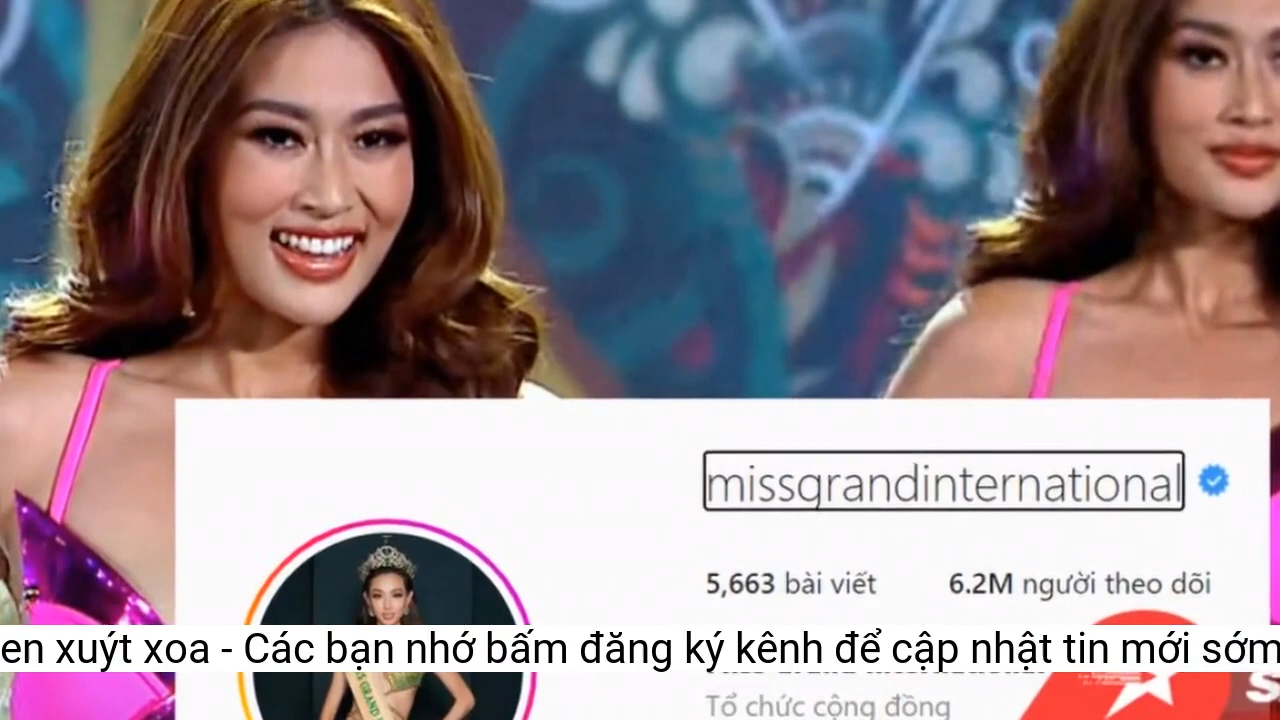 missgrandinternational
5,663 bài viết 6.2M người theo dõi
en xuýt xoa - Các bạn nhớ bấm đăng ký kênh để cập nhật tin mới sớm
Tổ chức cộng đồng